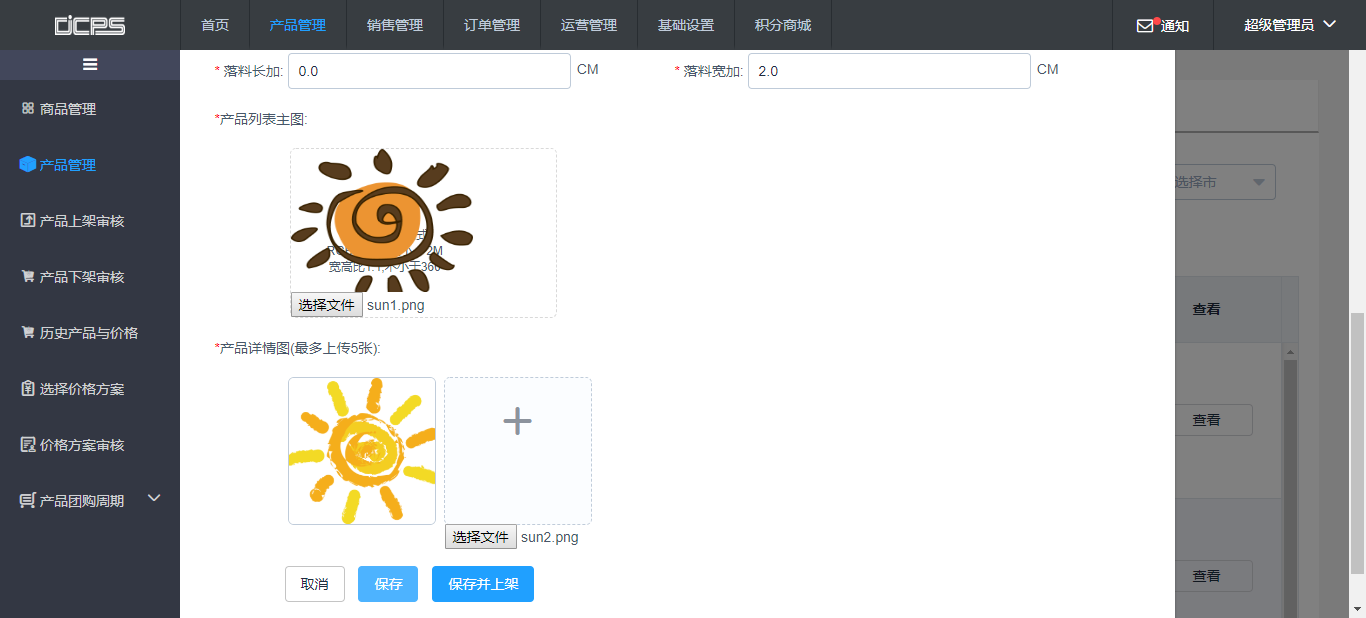 DCPS 首页 产品管理 销售管理 订单管理 运营管理 基础设置 积分商城 通知 超级管理员
商品管理
产品管理
产品上架审核
产品下架审核
历史产品与价格
选择价格方案
价格方案审核
产品团购周期
* 落料长加: 0.0 CM * 落料宽加: 2.0 CM
*产品列表主图:
式
2M
宽高比1:1,不小于360
选择文件 sun1.png
*产品详情图(最多上传5张):
选择文件 sun2.png
取消 保存 保存并上架
选择市
查看
查看
查看